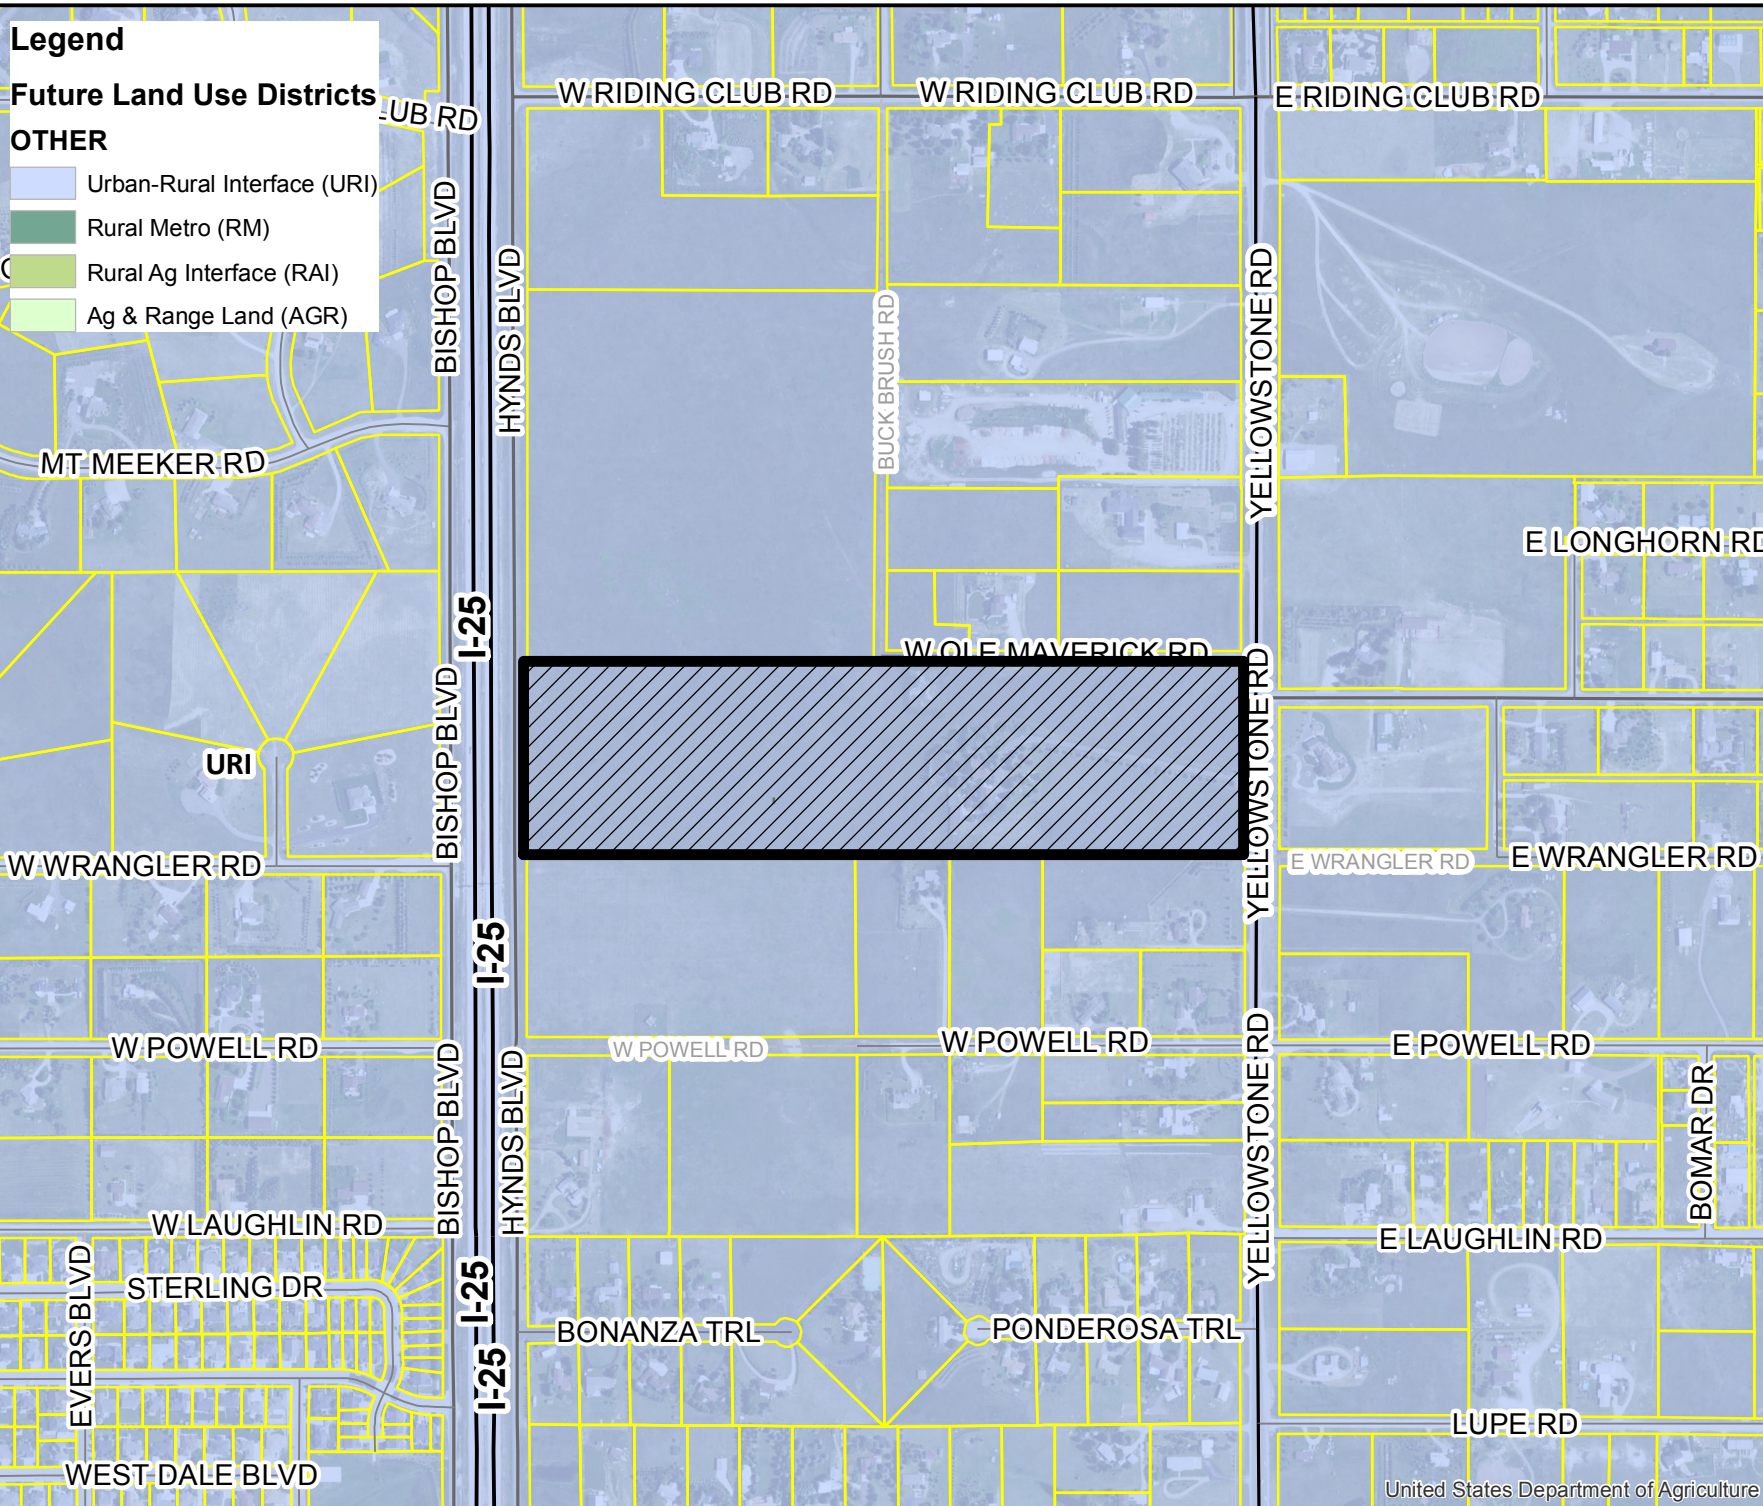 Legend
Future Land Use Districts
OTHER
Urban-Rural Interface (URI)
Rural Metro (RM)
Rural Ag Interface (RAI)
Ag & Range Land (AGR)
LUB RD
W RIDING CLUB RD
W RIDING CLUB RD
E RIDING CLUB RD
BISHOP BLVD
HYNDS BLVD
BUCK BRUSH RD
YELLOWSTONE RD
MT MEEKER RD
E LONGHORN RD
I-25
W OLE MAVERICK RD
BISHOP BLVD
YELLOWSTONE RD
URI
W WRANGLER RD
E WRANGLER RD
E WRANGLER RD
I-25
W POWELL RD
W POWELL RD
W POWELL RD
E POWELL RD
BISHOP BLVD
HYNDS BLVD
YELLOWSTONE RD
BOMAR DR
W LAUGHLIN RD
E LAUGHLIN RD
EVERS BLVD
STERLING DR
I-25
BONANZA TRL
PONDEROSA TRL
I-25
LUPE RD
WEST DALE BLVD
United States Department of Agriculture